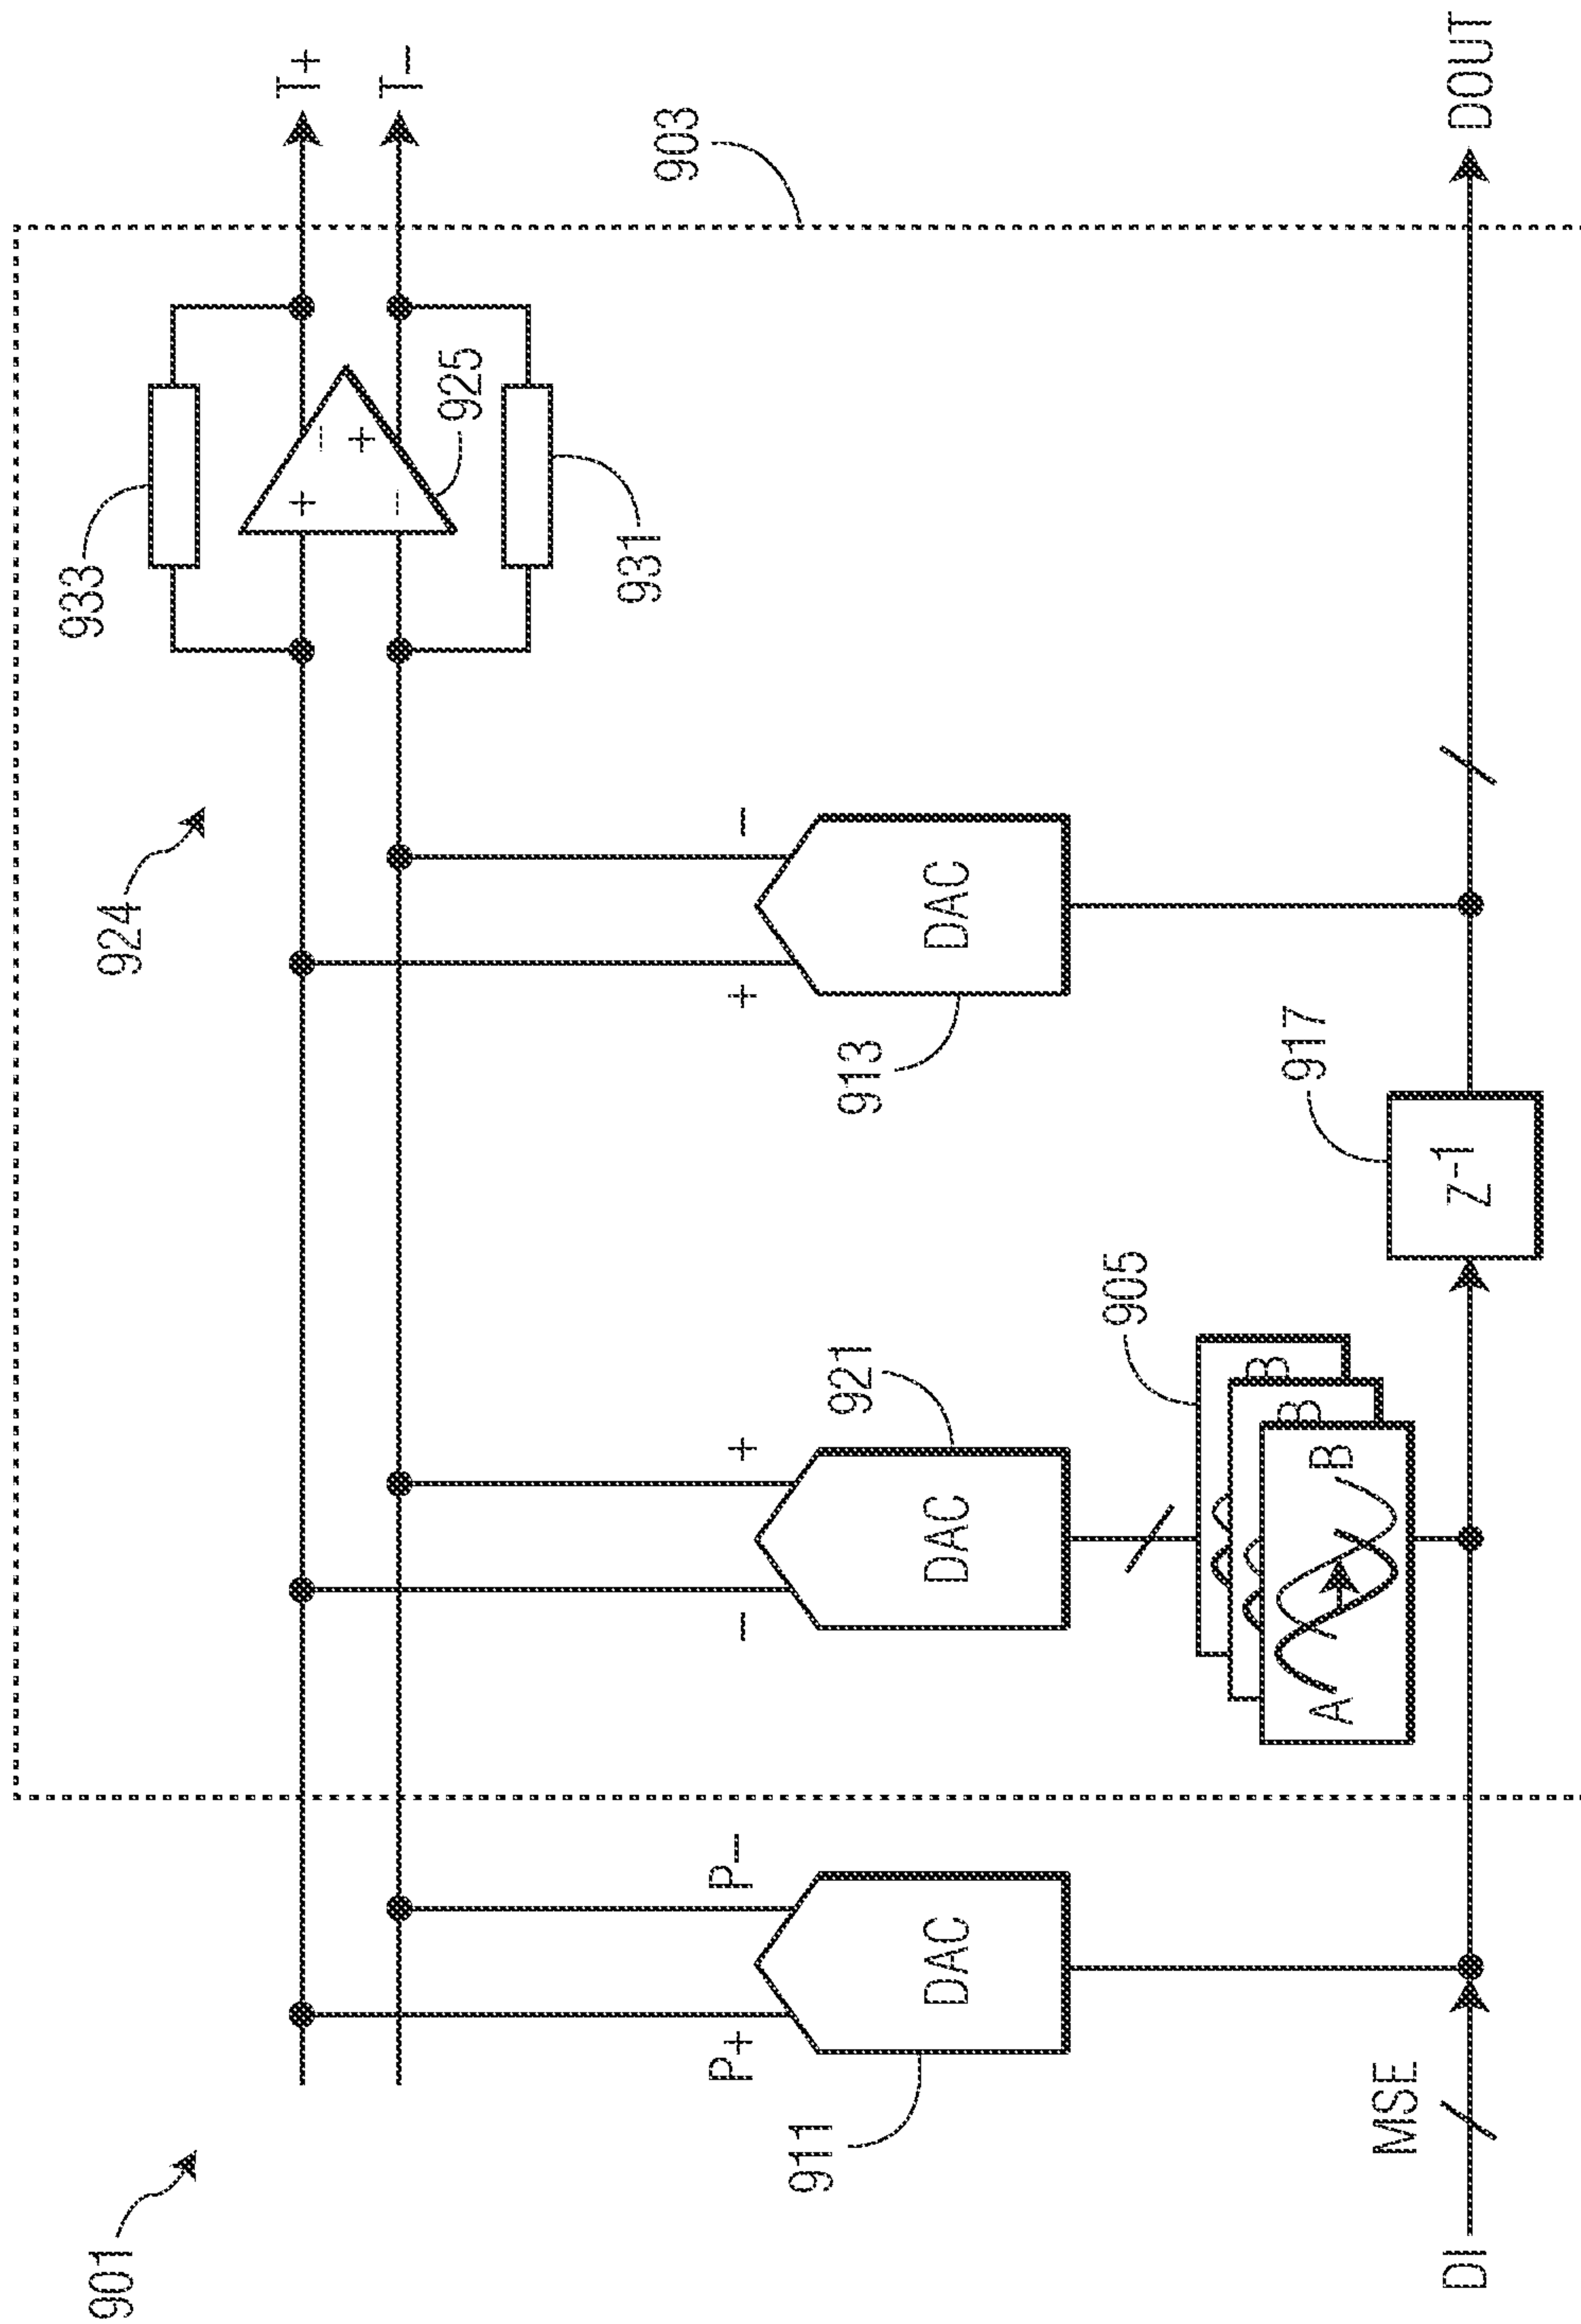 901
924
933
T+
+
–
–
+
T–
925
931
903
P+
P–
–
+
+
–
DAC
DAC
DAC
911
921
913
905
A
B
B
B
917
z-1
MSE
DI
DOUT